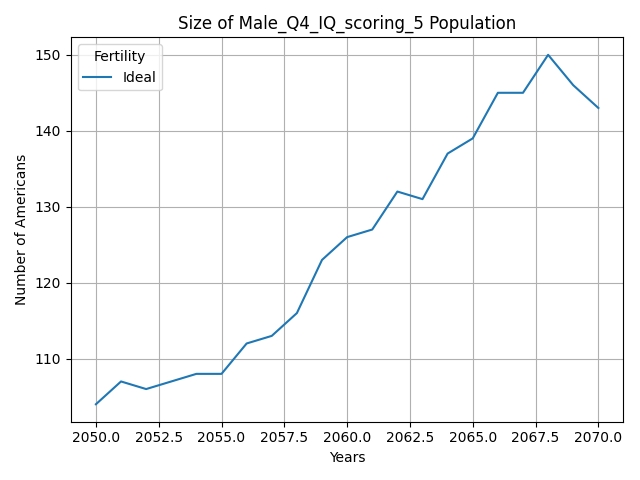 Size of Male_Q4_IQ_scoring_5 Population
Fertility
Ideal
Number of Americans
150
140
130
120
110
2050.0 2052.5 2055.0 2057.5 2060.0 2062.5 2065.0 2067.5 2070.0
Years